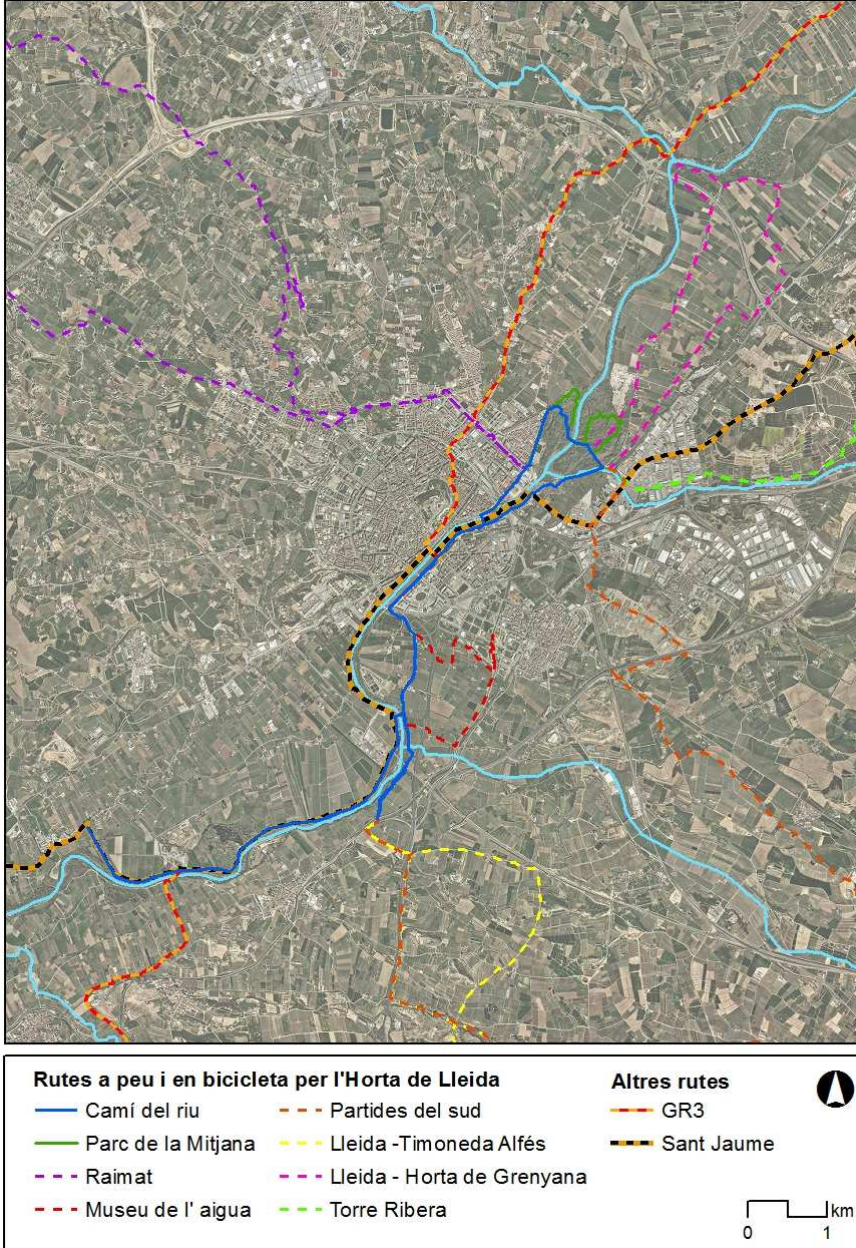 Rutes a peu i en bicicleta per l'Horta de Lleida
Camí del riu
Parc de la Mitjana
Raimat
Museu de l' aigua
Partides del sud
Lleida -Timoneda Alfés
Lleida - Horta de Grenyana
Torre Ribera
Altres rutes
GR3
Sant Jaume
km
0 1